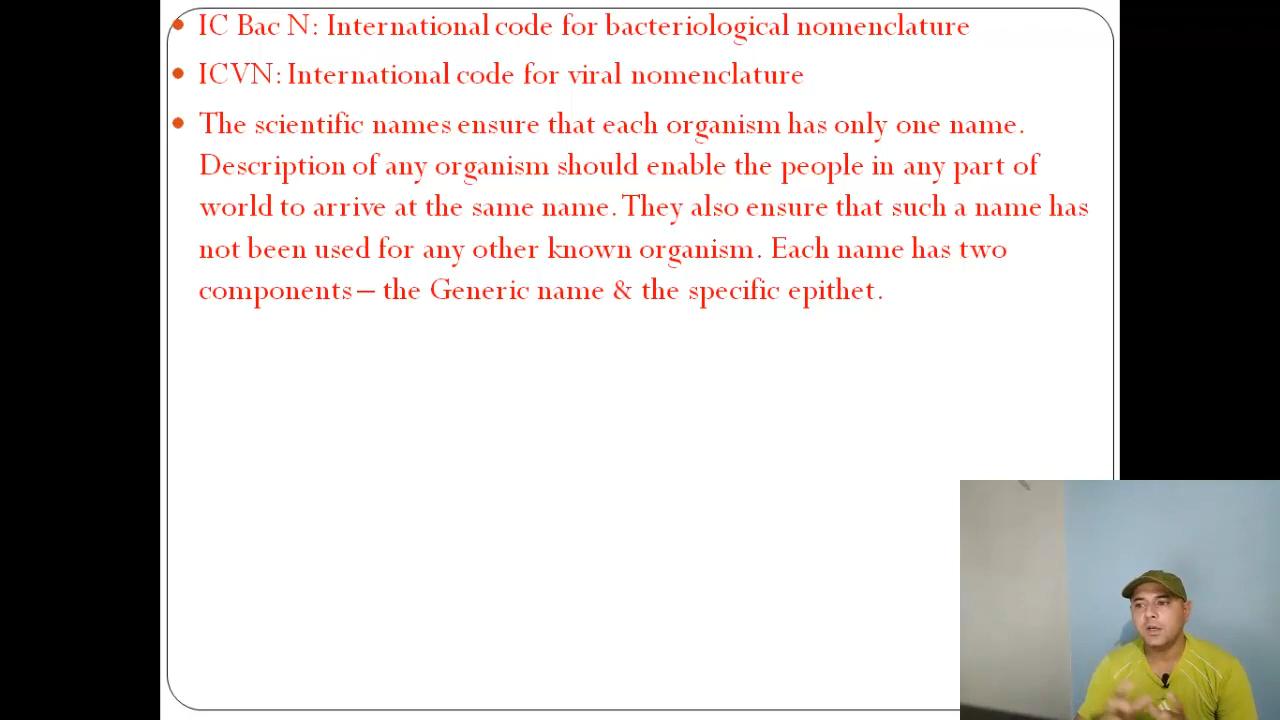 IC Bac N: International code for bacteriological nomenclature
ICVN: International code for viral nomenclature
The scientific names ensure that each organism has only one name.
Description of any organism should enable the people in any part of
world to arrive at the same name. They also ensure that such a name has
not been used for any other known organism. Each name has two
components – the Generic name & the specific epithet.